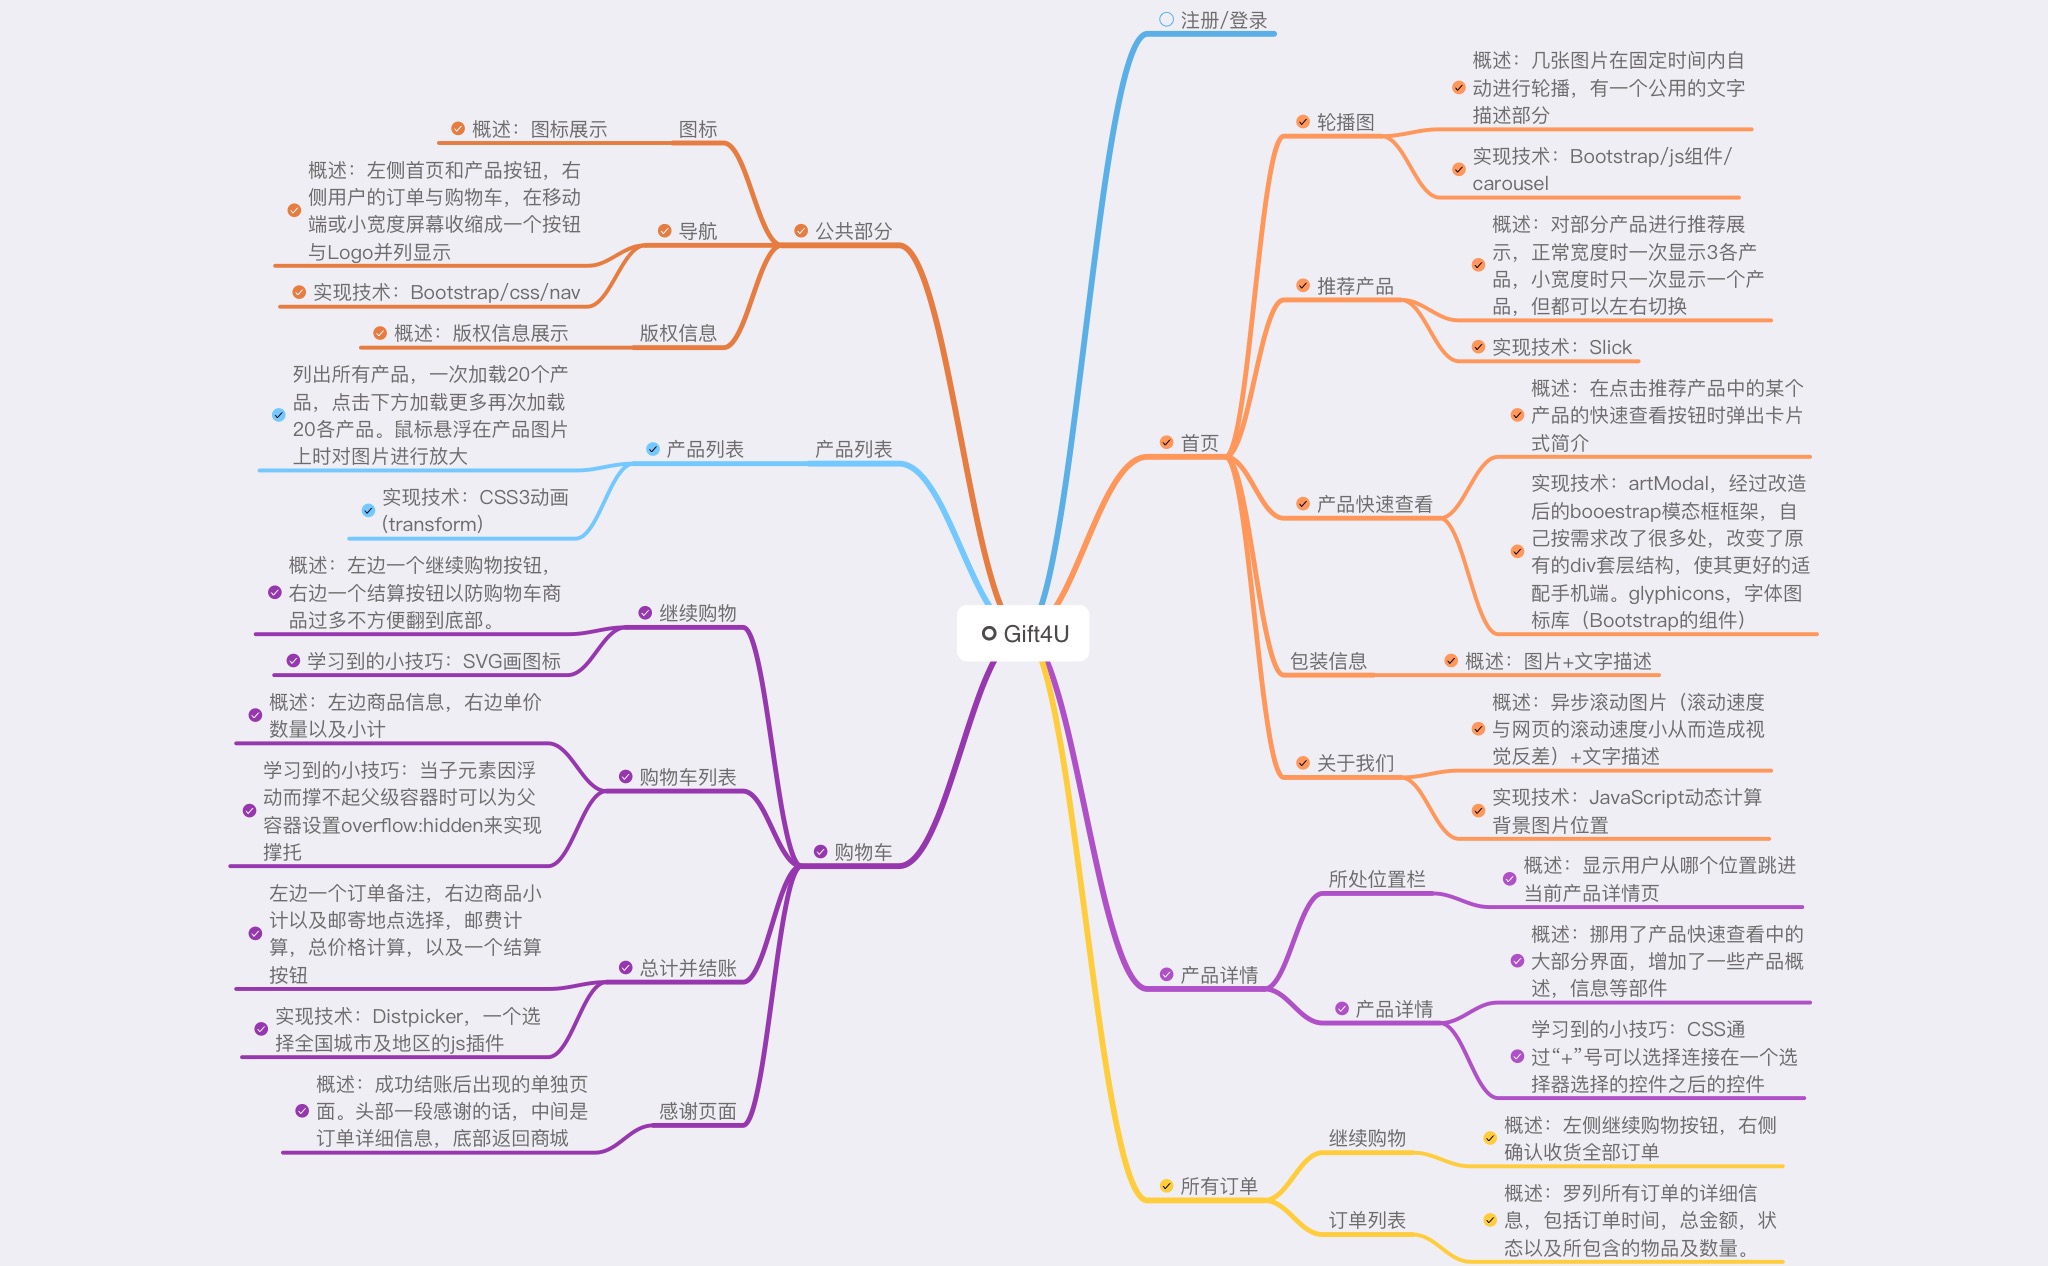 Gift4U
注册/登录
首页
轮播图
概述：几张图片在固定时间内自
动进行轮播，有一个公用的文字
描述部分
实现技术：Bootstrap/js组件/
carousel
推荐产品
概述：对部分产品进行推荐展
示，正常宽度时一次显示3各产
品，小宽度时只一次显示一个产
品，但都可以左右切换
实现技术：Slick
产品快速查看
概述：在点击推荐产品中的某个
产品的快速查看按钮时弹出卡片
式简介
实现技术：artModal，经过改造
后的booestrap模态框框架，自
己按需求改了很多处，改变了原
有的div套层结构，使其更好的适
配手机端。glyphicons，字体图
标库（Bootstrap的组件）
包装信息
概述：图片+文字描述
关于我们
概述：异步滚动图片（滚动速度
与网页的滚动速度小从而造成视
觉反差）+文字描述
实现技术：JavaScript动态计算
背景图片位置
产品详情
所处位置栏
概述：显示用户从哪个位置跳进
当前产品详情页
产品详情
概述：挪用了产品快速查看中的
大部分界面，增加了一些产品概
述，信息等部件
学习到的小技巧：CSS通
过“+”号可以选择连接在一个选
择器选择的控件之后的控件
所有订单
继续购物
概述：左侧继续购物按钮，右侧
确认收货全部订单
订单列表
概述：罗列所有订单的详细信
息，包括订单时间，总金额，状
态以及所包含的物品及数量。
公共部分
图标
概述：图标展示
导航
概述：左侧首页和产品按钮，右
侧用户的订单与购物车，在移动
端或小宽度屏幕收缩成一个按钮
与Logo并列显示
实现技术：Bootstrap/css/nav
版权信息
概述：版权信息展示
产品列表
产品列表
列出所有产品，一次加载20个产
品，点击下方加载更多再次加载
20各产品。鼠标悬浮在产品图片
上时对图片进行放大
实现技术：CSS3动画
（transform）
购物车
继续购物
概述：左边一个继续购物按钮，
右边一个结算按钮以防购物车商
品过多不方便翻到底部。
学习到的小技巧：SVG画图标
购物车列表
概述：左边商品信息，右边单价
数量以及小计
学习到的小技巧：当子元素因浮
动而撑不起父级容器时可以为父
容器设置overflow:hidden来实现
撑托
总计并结账
左边一个订单备注，右边商品小
计以及邮寄地点选择，邮费计
算，总价格计算，以及一个结算
按钮
实现技术：Distpicker，一个选
择全国城市及地区的js插件
感谢页面
概述：成功结账后出现的单独页
面。头部一段感谢的话，中间是
订单详细信息，底部返回商城